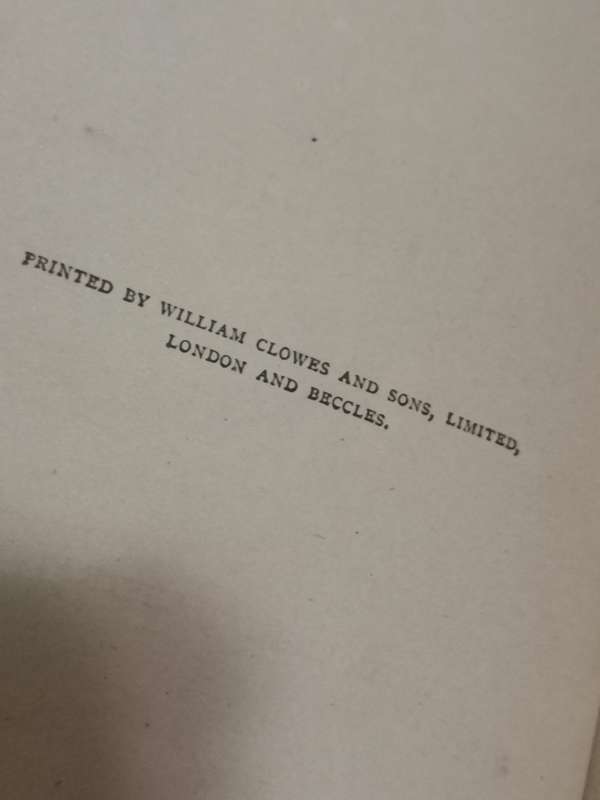 PRINTED BY WILLIAM CLOWES AND SONS, LIMITED,
LONDON AND BECCLES.